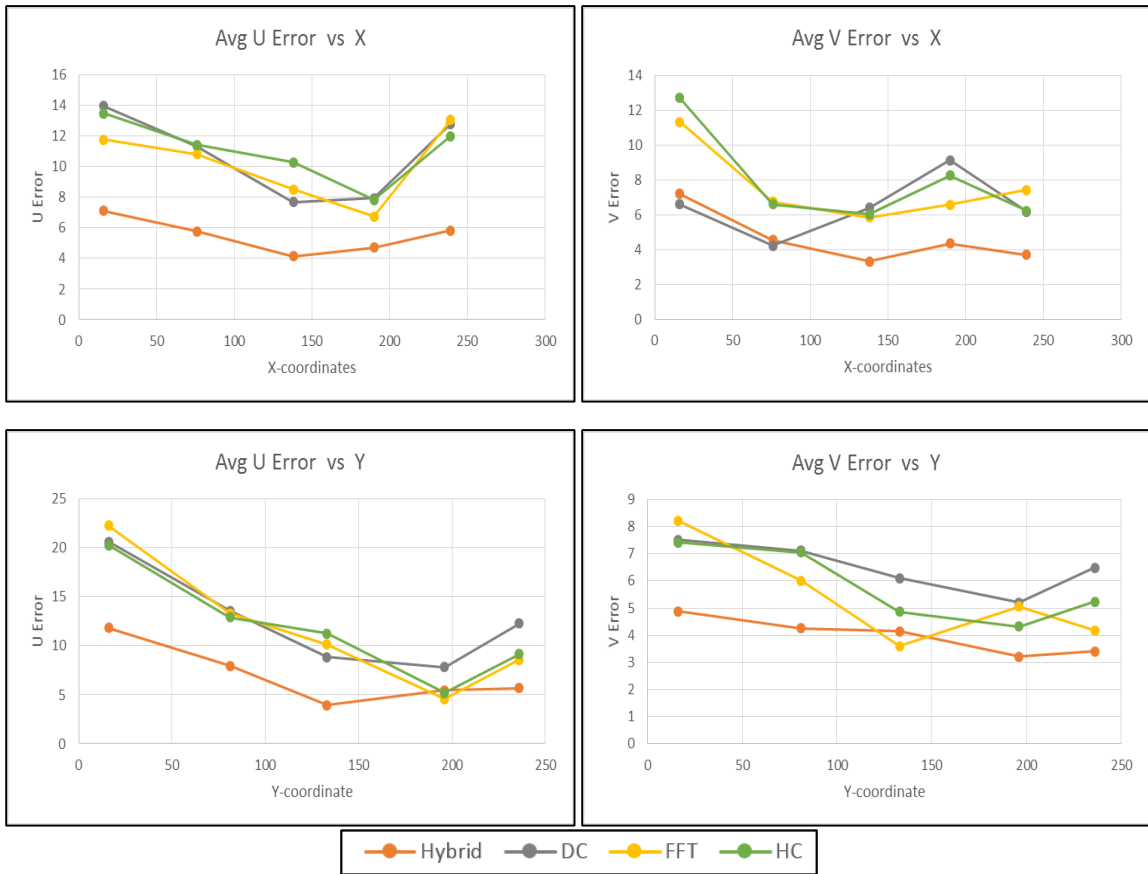 Avg U Error vs X
U Error
16
14
12
10
8
6
4
2
0
0 50 100 150 200 250 300
X-coordinates
Avg V Error vs X
V Error
14
12
10
8
6
4
2
0
0 50 100 150 200 250 300
X-coordinates
Avg U Error vs Y
U Error
25
20
15
10
5
0
0 50 100 150 200 250
Y-coordinate
Avg V Error vs Y
V Error
9
8
7
6
5
4
3
2
1
0
0 50 100 150 200 250
Y-coordinate
Hybrid DC FFT HC